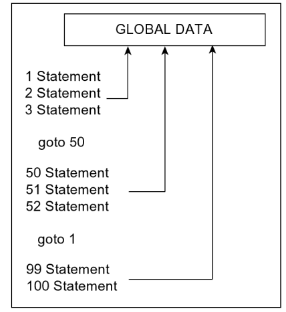 GLOBAL DATA
1 Statement
2 Statement
3 Statement
goto 50
50 Statement
51 Statement
52 Statement
goto 1
99 Statement
100 Statement